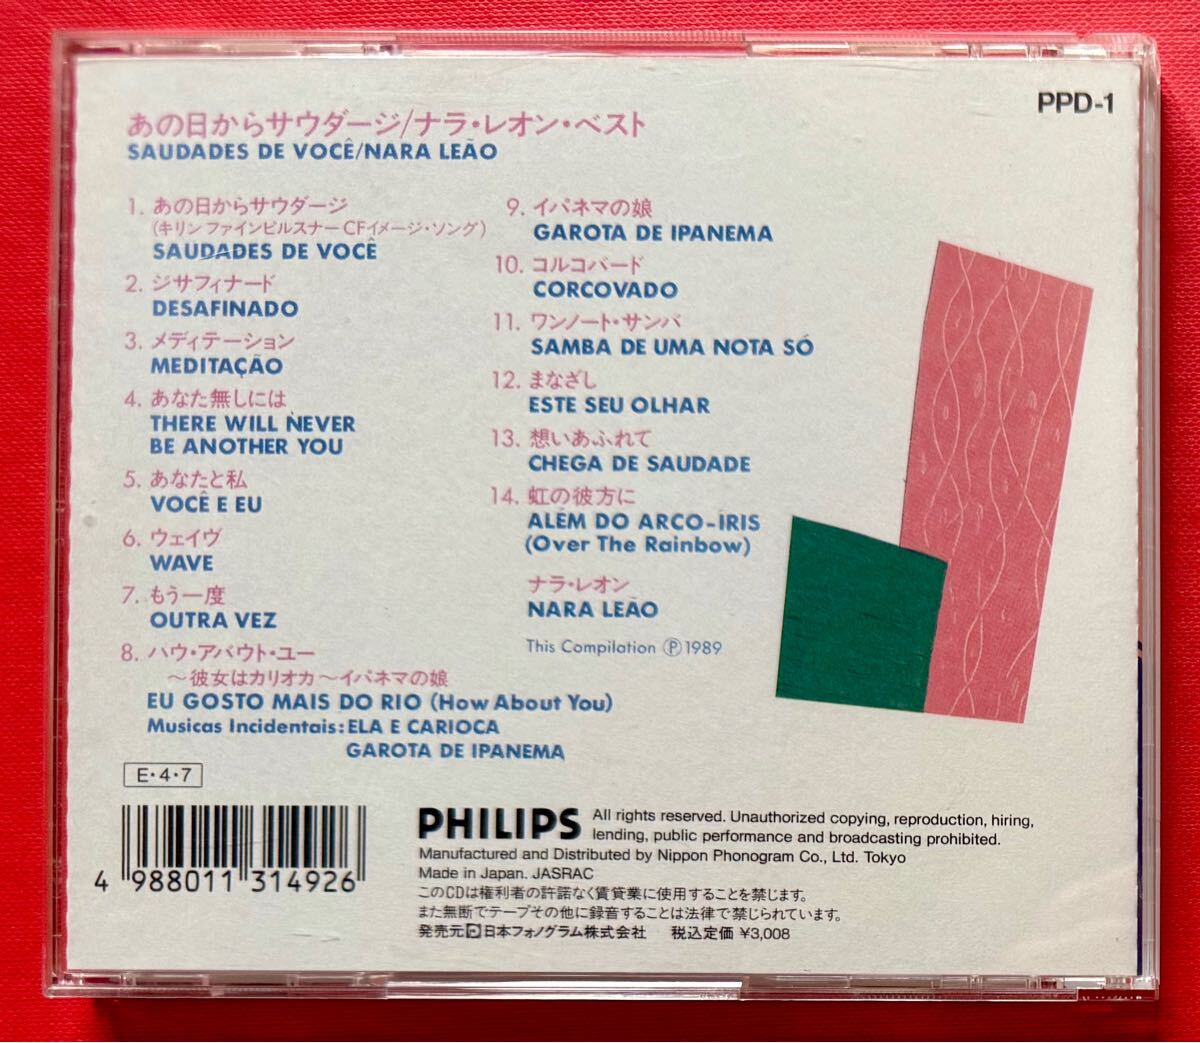 PPD-1
あの日からサウダージ/ナラ・レオン・ベスト
SAUDADES DE VOCÊ/NARA LEÃO
1. あの日からサウダージ
(キリン ファインピルスナー CFイメージ・ソング)
SAUDADES DE VOCÊ
2. ジサフィナード
DESAFINADO
3. メディテーション
MEDITAÇÃO
4. あなた無しには
THERE WILL NEVER
BE ANOTHER YOU
5. あなたと私
VOCÊ E EU
6. ウェイヴ
WAVE
7. もう一度
OUTRA VEZ
8. ハウ・アバウト・ユー
〜彼女はカリオカ〜イパネマの娘
EU GOSTO MAIS DO RIO (How About You)
Musicas Incidentais: ELA E CARIOCA
GAROTA DE IPANEMA
9. イパネマの娘
GAROTA DE IPANEMA
10. コルコバード
CORCOVADO
11. ワンノート・サンバ
SAMBA DE UMA NOTA SÓ
12. まなざし
ESTE SEU OLHAR
13. 想いあふれて
CHEGA DE SAUDADE
14. 虹の彼方に
ALÉM DO ARCO-ÍRIS
(Over The Rainbow)
ナラ・レオン
NARA LEÃO
This Compilation Ⓟ1989
E・4・7
4 988011 314926
PHILIPS
All rights reserved. Unauthorized copying, reproduction, hiring,
lending, public performance and broadcasting prohibited.
Manufactured and Distributed by Nippon Phonogram Co., Ltd. Tokyo
Made in Japan. JASRAC
このCDは権利者の許諾なく賃貸業に使用することを禁じます。
また無断でテープその他に録音することは法律で禁じられています。
発売元 日本フォノグラム株式会社 税込定価 ¥3,008